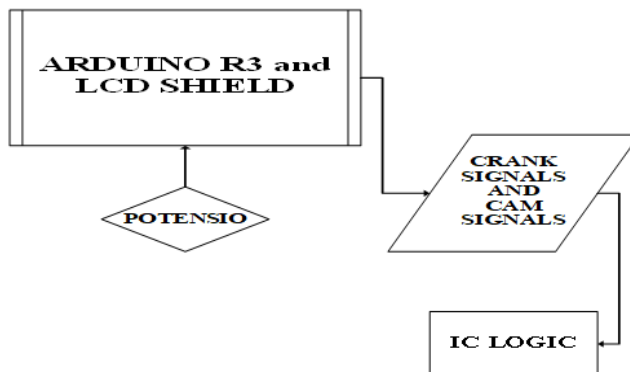 ARDUINO R3 and
LCD SHIELD
POTENSIO
CRANK
SIGNALS
AND
CAM
SIGNALS
IC LOGIC